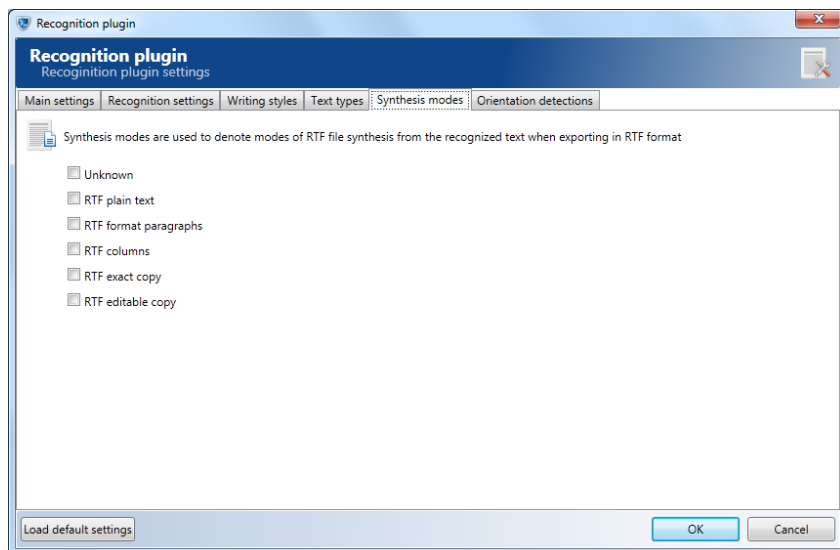 Recognition plugin
Recognition plugin
Recoginition plugin settings
Main settings Recognition settings Writing styles Text types Synthesis modes Orientation detections
Synthesis modes are used to denote modes of RTF file synthesis from the recognized text when exporting in RTF format
Unknown
RTF plain text
RTF format paragraphs
RTF columns
RTF exact copy
RTF editable copy
Load default settings OK Cancel